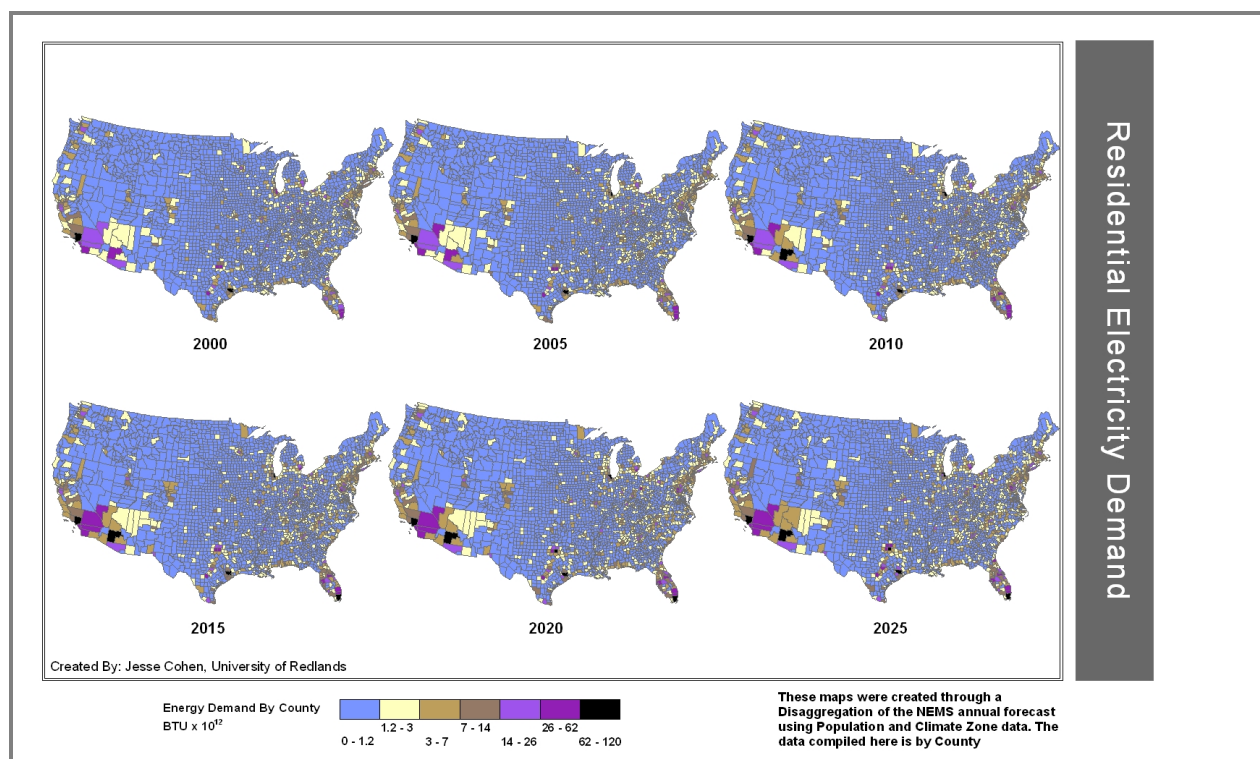 Residential Electricity Demand
2000
2005
2010
2015
2020
2025
Created By: Jesse Cohen, University of Redlands
Energy Demand By County
BTU x 10¹²
0 - 1.2
1.2 - 3
3 - 7
7 - 14
14 - 26
26 - 62
62 - 120
These maps were created through a
Disaggregation of the NEMS annual forecast
using Population and Climate Zone data. The
data compiled here is by County